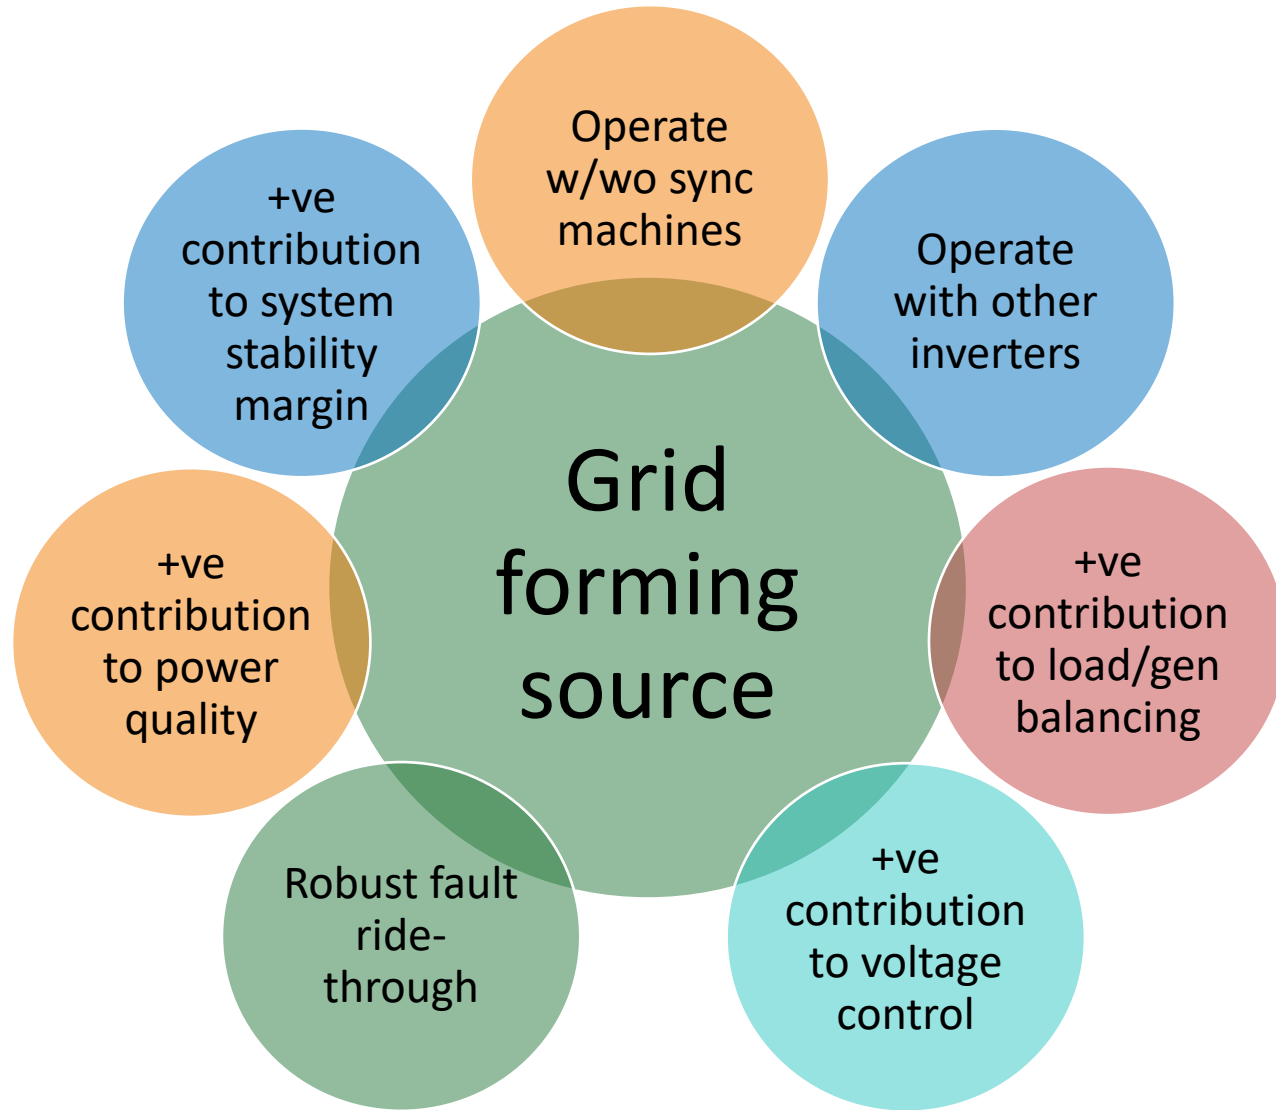 Operate
w/wo sync
machines
Operate
with other
inverters
+ve
contribution
to load/gen
balancing
+ve
contribution
to voltage
control
Robust fault
ride-
through
+ve
contribution
to power
quality
+ve
contribution
to system
stability
margin
Grid
forming
source